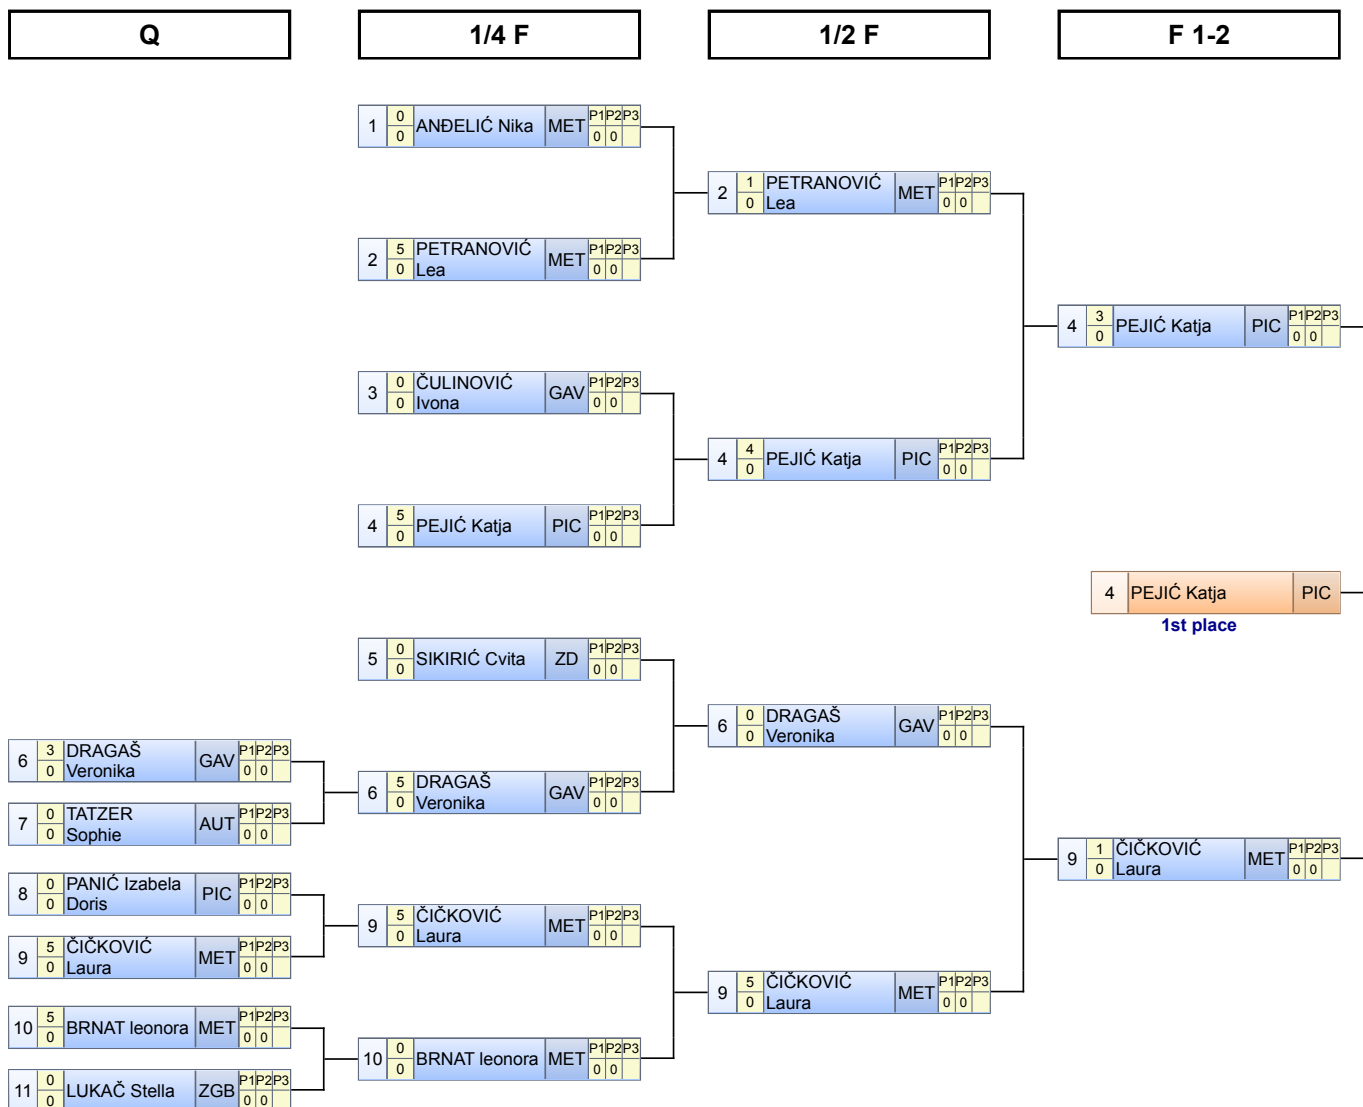 Q 1/4 F 1/2 F F 1-2
1 0 ANĐELIĆ Nika MET P1 P2 P3
0 0 0
2 1 PETRANOVIĆ MET P1 P2 P3
0 Lea 0 0
2 5 PETRANOVIĆ MET P1 P2 P3
0 Lea 0 0
4 3 PEJIĆ Katja PIC P1 P2 P3
0 0 0
3 0 ČULINOVIĆ GAV P1 P2 P3
0 Ivona 0 0
4 4 PEJIĆ Katja PIC P1 P2 P3
0 0 0
4 5 PEJIĆ Katja PIC P1 P2 P3
0 0 0
4 PEJIĆ Katja PIC
1st place
5 0 SIKIRIĆ Cvita ZD P1 P2 P3
0 0 0
6 0 DRAGAŠ GAV P1 P2 P3
0 Veronika 0 0
6 3 DRAGAŠ GAV P1 P2 P3
0 Veronika 0 0
6 5 DRAGAŠ GAV P1 P2 P3
0 Veronika 0 0
7 0 TATZER AUT P1 P2 P3
0 Sophie 0 0
9 1 ČIČKOVIĆ MET P1 P2 P3
0 Laura 0 0
8 0 PANIĆ Izabela PIC P1 P2 P3
0 Doris 0 0
9 5 ČIČKOVIĆ MET P1 P2 P3
0 Laura 0 0
9 5 ČIČKOVIĆ MET P1 P2 P3
0 Laura 0 0
9 5 ČIČKOVIĆ MET P1 P2 P3
0 Laura 0 0
10 5 BRNAT leonora MET P1 P2 P3
0 0 0
10 0 BRNAT leonora MET P1 P2 P3
0 0 0
11 0 LUKAČ Stella ZGB P1 P2 P3
0 0 0